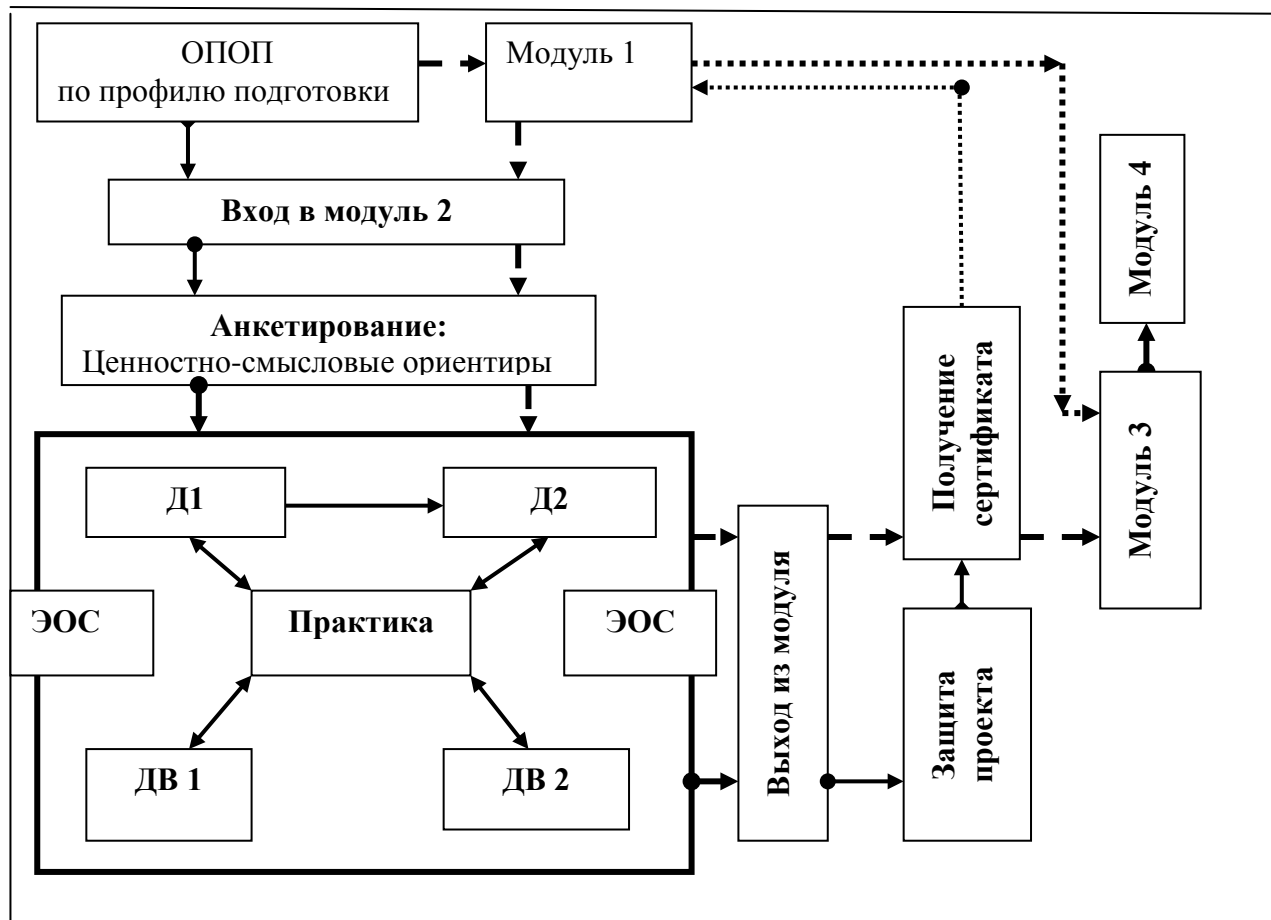 ОПОП
по профилю подготовки
Модуль 1
Вход в модуль 2
Анкетирование:
Ценностно-смысловые ориентиры
Д1
Д2
ЭОС
Практика
ЭОС
ДВ 1
ДВ 2
Выход из модуля
Получение
сертификата
Защита
проекта
Модуль 3
Модуль 4